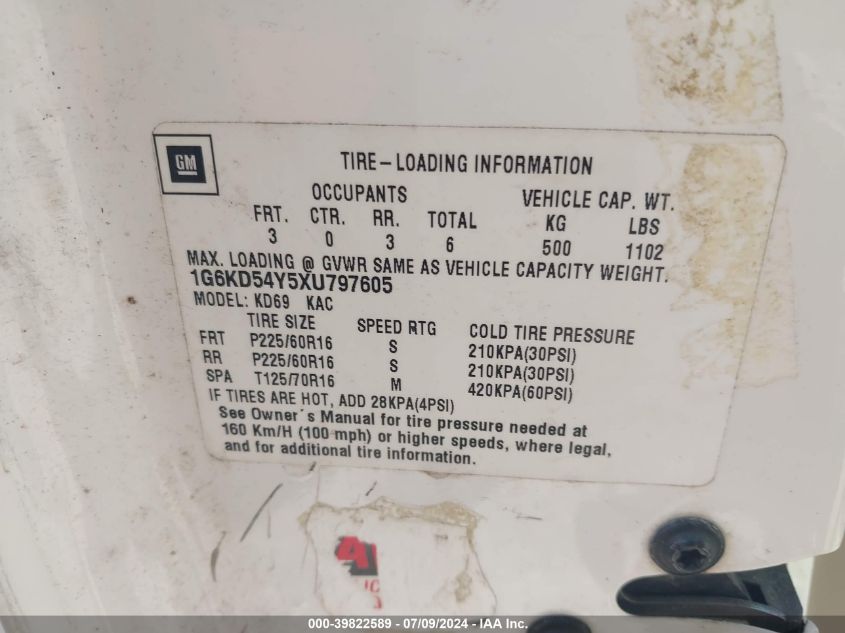 GM
TIRE-LOADING INFORMATION
OCCUPANTS VEHICLE CAP. WT.
FRT. CTR. RR. TOTAL KG LBS
3 0 3 6 500 1102
MAX. LOADING @ GVWR SAME AS VEHICLE CAPACITY WEIGHT.
1G6KD54Y5XU797605
MODEL: KD69 KAC
TIRE SIZE SPEED RTG COLD TIRE PRESSURE
FRT P225/60R16 S 210KPA(30PSI)
RR P225/60R16 S 210KPA(30PSI)
SPA T125/70R16 M 420KPA(60PSI)
IF TIRES ARE HOT, ADD 28KPA(4PSI)
See Owner's Manual for tire pressure needed at
160 Km/H (100 mph) or higher speeds, where legal,
and for additional tire information.
4
000-39822589 - 07/09/2024 - IAA Inc.